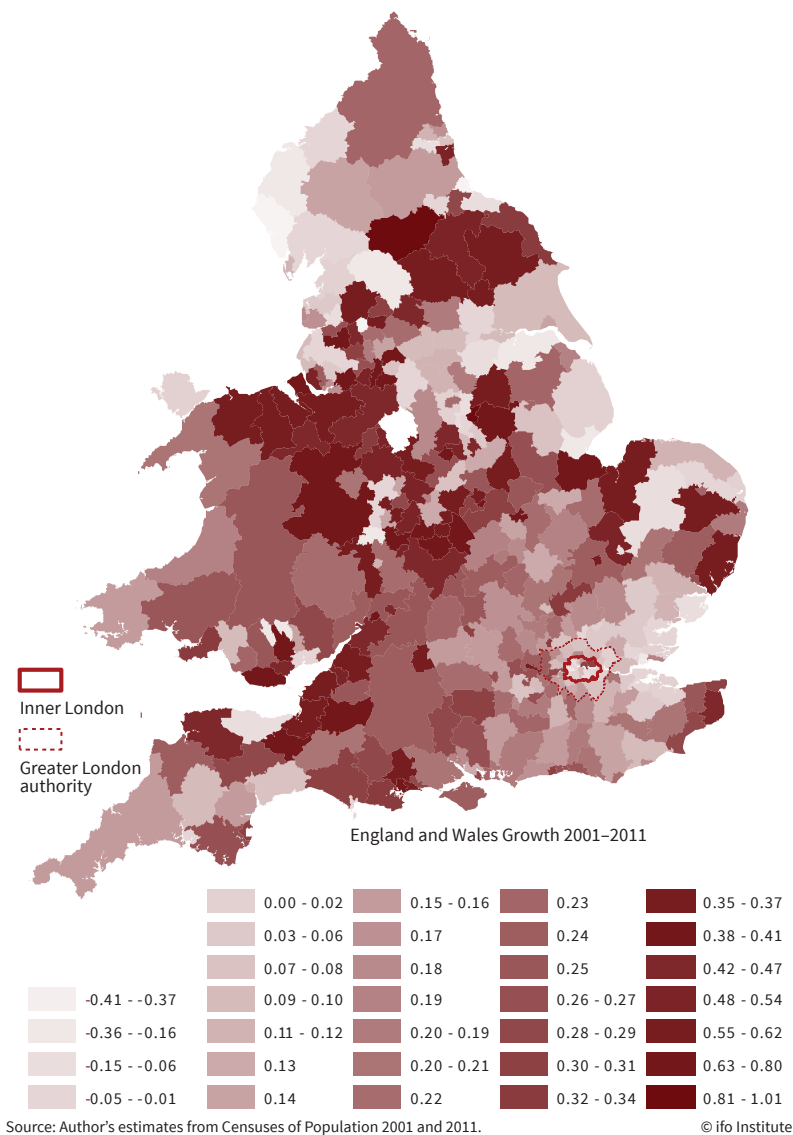 Inner London
Greater London
authority
England and Wales Growth 2001–2011
-0.41 - -0.37
-0.36 - -0.16
-0.15 - -0.06
-0.05 - -0.01
0.00 - 0.02
0.03 - 0.06
0.07 - 0.08
0.09 - 0.10
0.11 - 0.12
0.13
0.14
0.15 - 0.16
0.17
0.18
0.19
0.20 - 0.19
0.20 - 0.21
0.22
0.23
0.24
0.25
0.26 - 0.27
0.28 - 0.29
0.30 - 0.31
0.32 - 0.34
0.35 - 0.37
0.38 - 0.41
0.42 - 0.47
0.48 - 0.54
0.55 - 0.62
0.63 - 0.80
0.81 - 1.01
Source: Author's estimates from Censuses of Population 2001 and 2011.
© ifo Institute